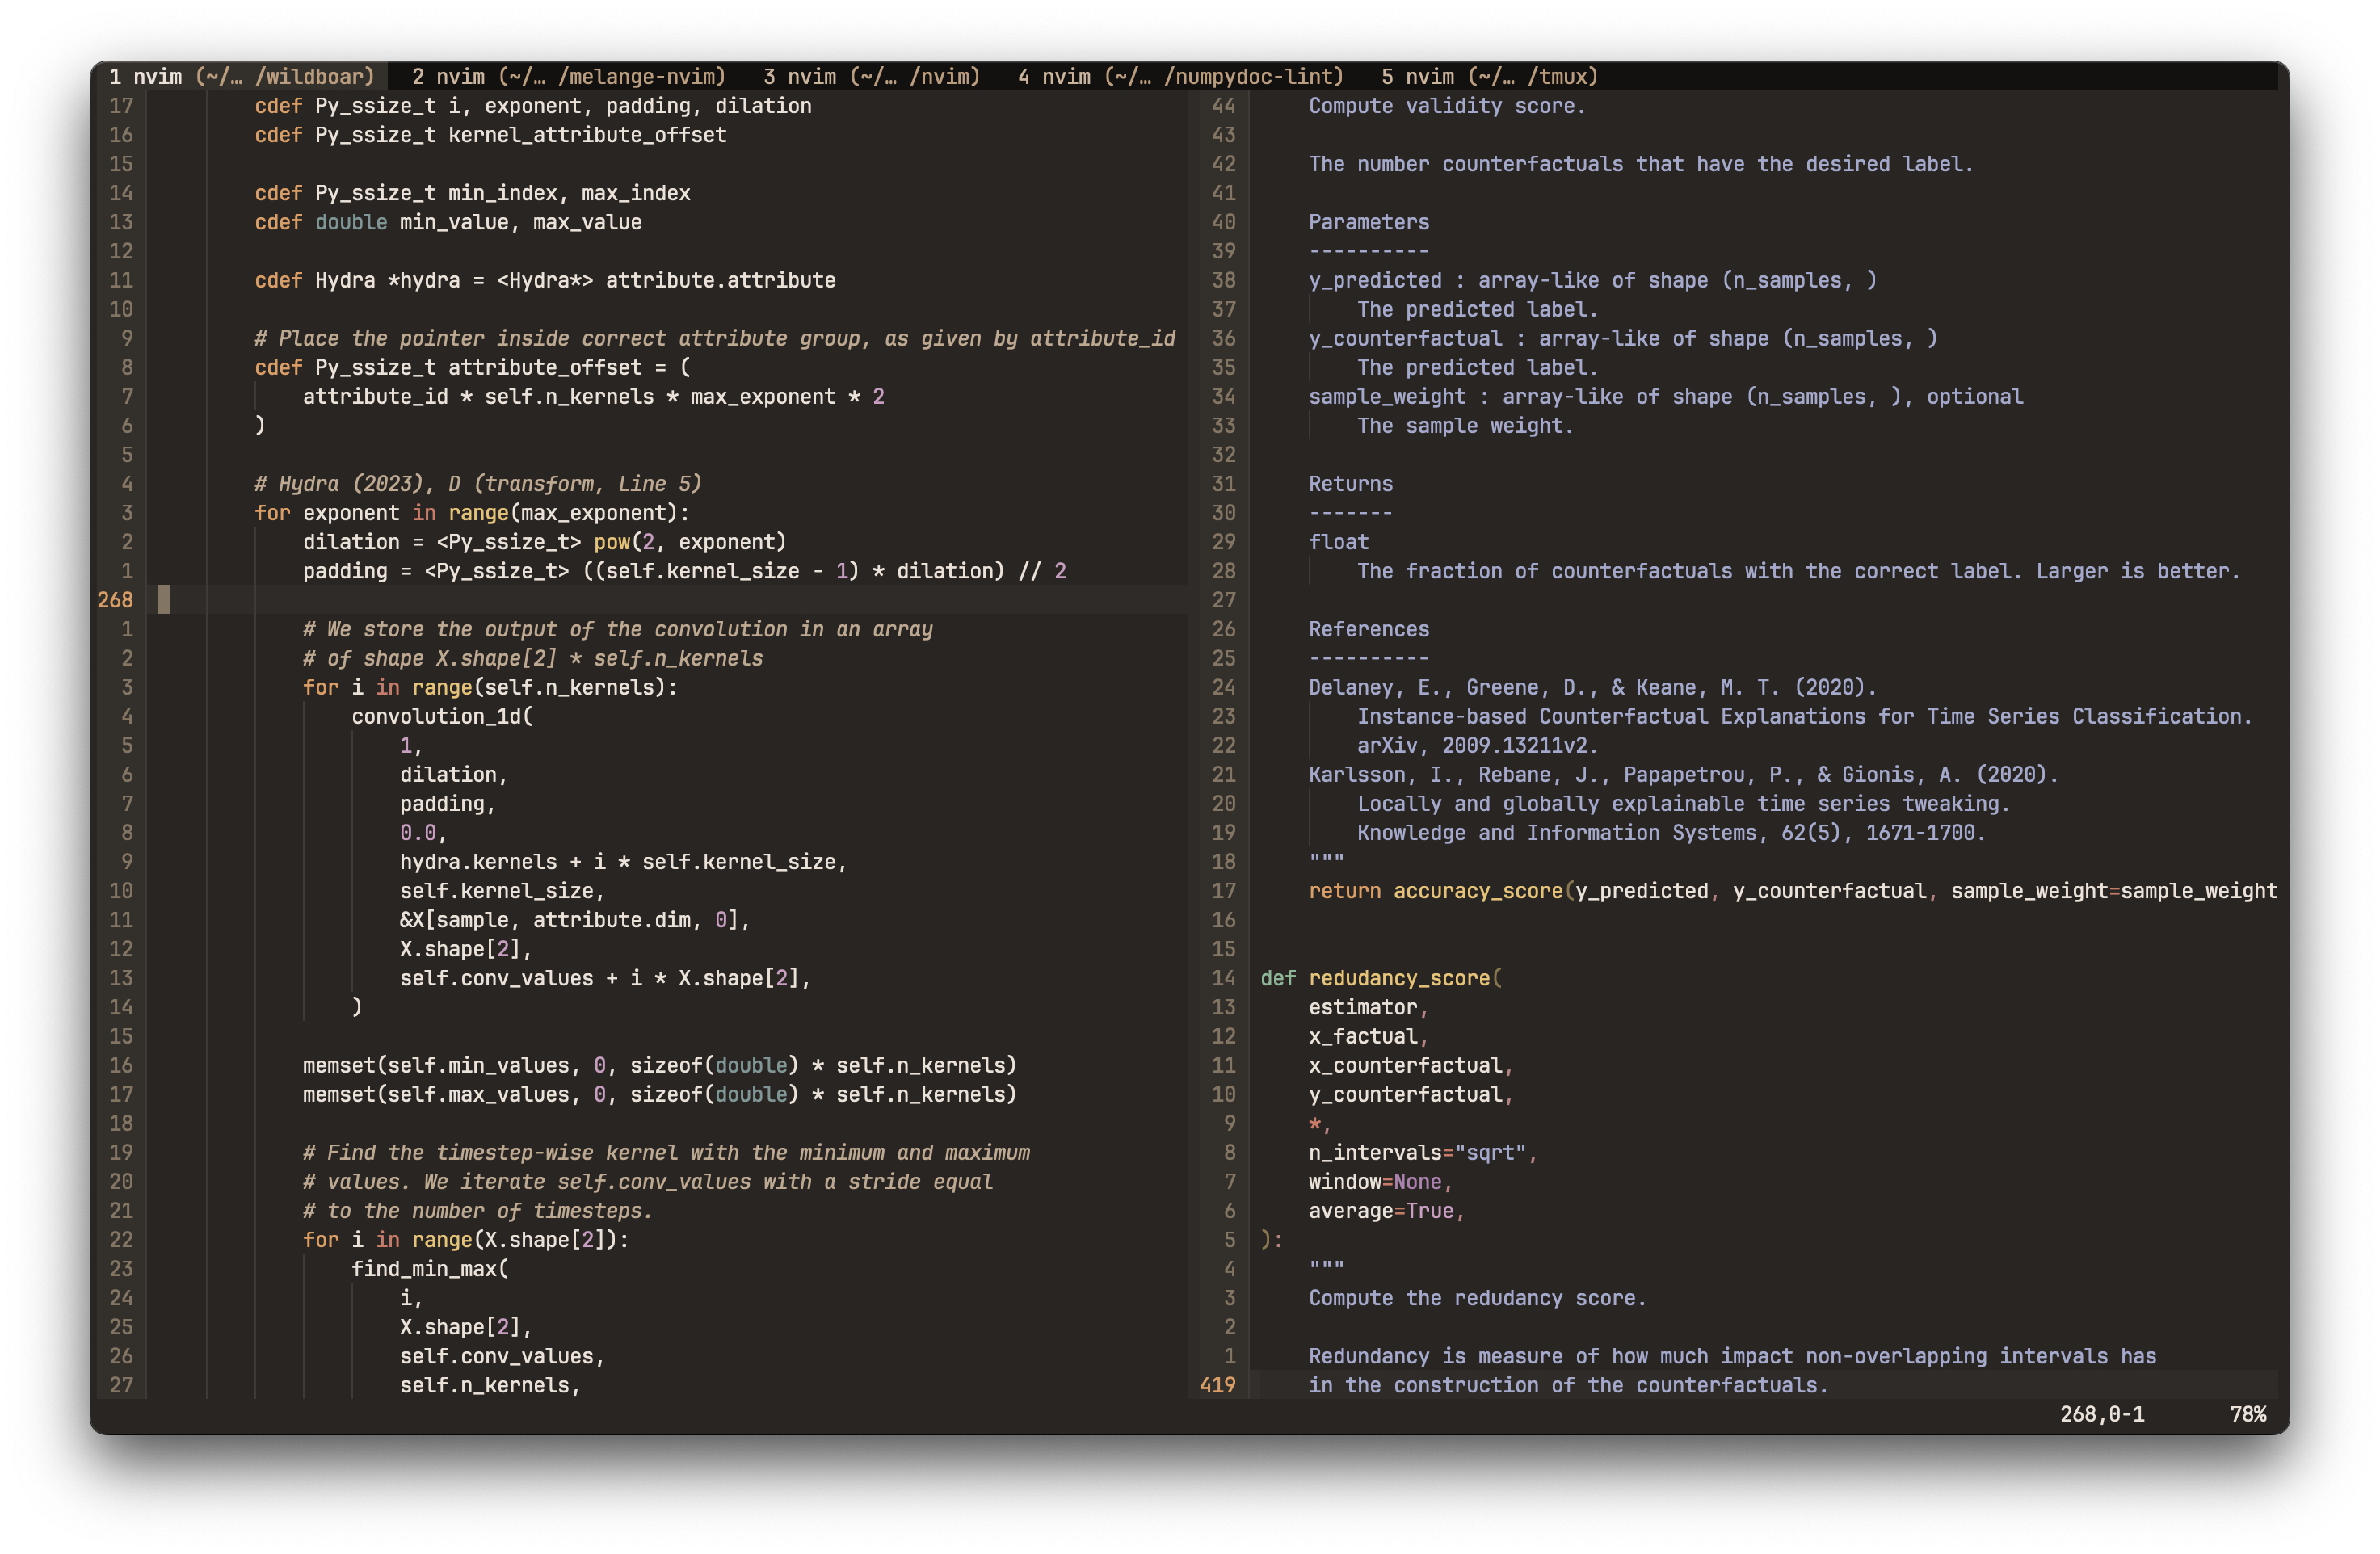 1 nvim (~/… /wildboar)  2 nvim (~/… /melange-nvim)  3 nvim (~/… /nvim)  4 nvim (~/… /numpydoc-lint)  5 nvim (~/… /tmux)
17         cdef Py_ssize_t i, exponent, padding, dilation
16         cdef Py_ssize_t kernel_attribute_offset
15
14         cdef Py_ssize_t min_index, max_index
13         cdef double min_value, max_value
12
11         cdef Hydra *hydra = <Hydra*> attribute.attribute
10
9         # Place the pointer inside correct attribute group, as given by attribute_id
8         cdef Py_ssize_t attribute_offset = (
7             attribute_id * self.n_kernels * max_exponent * 2
6         )
5
4         # Hydra (2023), D (transform, Line 5)
3         for exponent in range(max_exponent):
2             dilation = <Py_ssize_t> pow(2, exponent)
1             padding = <Py_ssize_t> ((self.kernel_size - 1) * dilation) // 2
268
1             # We store the output of the convolution in an array
2             # of shape X.shape[2] * self.n_kernels
3             for i in range(self.n_kernels):
4                 convolution_1d(
5                     1,
6                     dilation,
7                     padding,
8                     0.0,
9                     hydra.kernels + i * self.kernel_size,
10                     self.kernel_size,
11                     &X[sample, attribute.dim, 0],
12                     X.shape[2],
13                     self.conv_values + i * X.shape[2],
14                 )
15
16             memset(self.min_values, 0, sizeof(double) * self.n_kernels)
17             memset(self.max_values, 0, sizeof(double) * self.n_kernels)
18
19             # Find the timestep-wise kernel with the minimum and maximum
20             # values. We iterate self.conv_values with a stride equal
21             # to the number of timesteps.
22             for i in range(X.shape[2]):
23                 find_min_max(
24                     i,
25                     X.shape[2],
26                     self.conv_values,
27                     self.n_kernels,
44     Compute validity score.
43
42     The number counterfactuals that have the desired label.
41
40     Parameters
39     ----------
38     y_predicted : array-like of shape (n_samples, )
37         The predicted label.
36     y_counterfactual : array-like of shape (n_samples, )
35         The predicted label.
34     sample_weight : array-like of shape (n_samples, ), optional
33         The sample weight.
32
31     Returns
30     -------
29     float
28         The fraction of counterfactuals with the correct label. Larger is better.
27
26     References
25     ----------
24     Delaney, E., Greene, D., & Keane, M. T. (2020).
23         Instance-based Counterfactual Explanations for Time Series Classification.
22         arXiv, 2009.13211v2.
21     Karlsson, I., Rebane, J., Papapetrou, P., & Gionis, A. (2020).
20         Locally and globally explainable time series tweaking.
19         Knowledge and Information Systems, 62(5), 1671-1700.
18     """
17     return accuracy_score(y_predicted, y_counterfactual, sample_weight=sample_weight
16
15
14 def redudancy_score(
13     estimator,
12     x_factual,
11     x_counterfactual,
10     y_counterfactual,
9     *,
8     n_intervals="sqrt",
7     window=None,
6     average=True,
5 ):
4     """
3     Compute the redudancy score.
2
1     Redundancy is measure of how much impact non-overlapping intervals has
419     in the construction of the counterfactuals.
268,0-1       78%